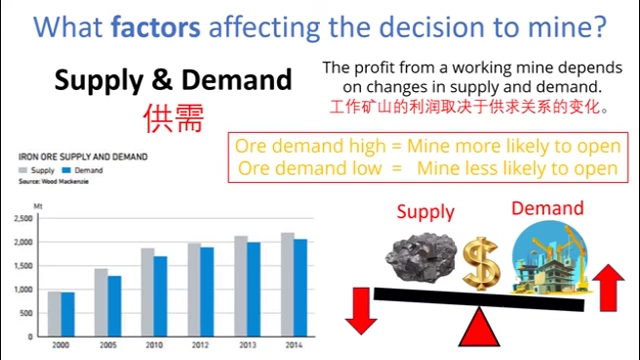 What factors affecting the decision to mine?
Supply & Demand
供需
The profit from a working mine depends
on changes in supply and demand.
工作矿山的利润取决于供求关系的变化。
Ore demand high = Mine more likely to open
Ore demand low = Mine less likely to open
IRON ORE SUPPLY AND DEMAND
Supply Demand
Source: Wood Mackenzie
Mt
2,500
2,000
1,500
1,000
500
0
2000 2005 2010 2012 2013 2014
Supply
Demand
$